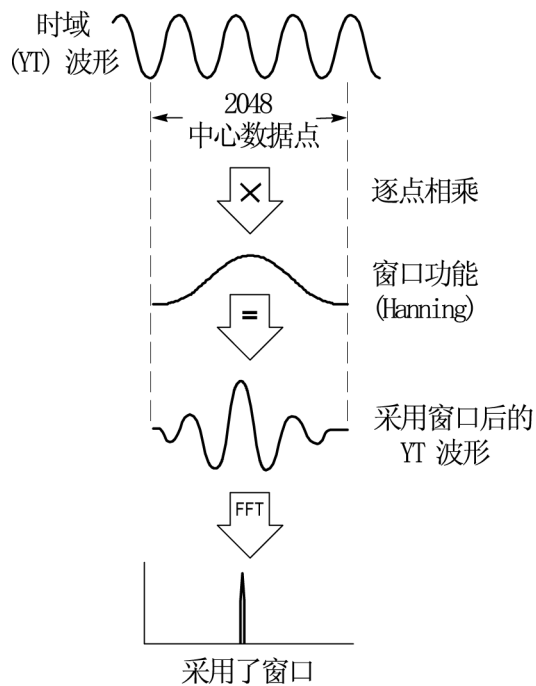 时域
(YT) 波形
2048
中心数据点
×
逐点相乘
窗口功能
(Hanning)
=
采用窗口后的
YT 波形
FFT
采用了窗口